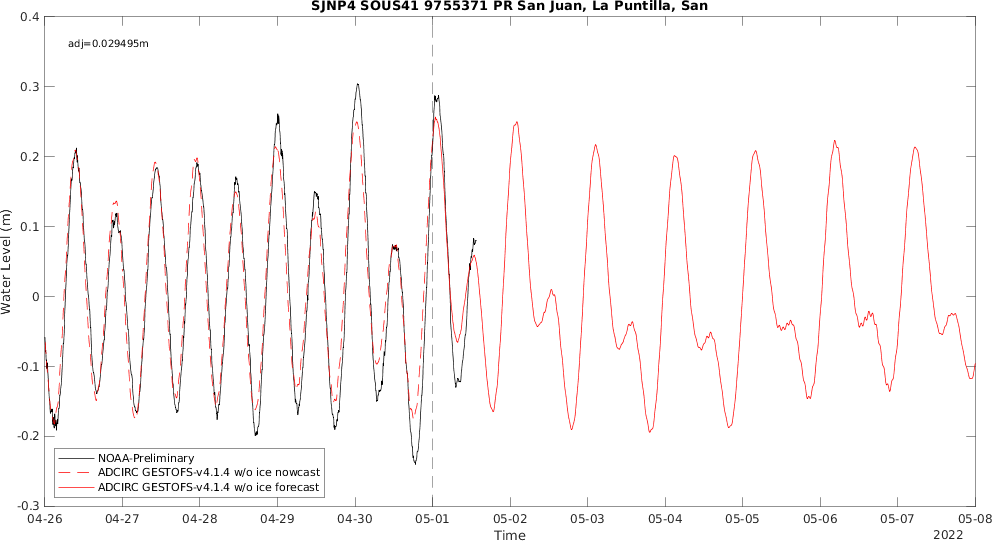 SJNP4 SOUS41 9755371 PR San Juan, La Puntilla, San
adj=0.029495m
0.4
0.3
0.2
0.1
0
-0.1
-0.2
-0.3
Water Level (m)
NOAA-Preliminary
ADCIRC GESTOFS-v4.1.4 w/o ice nowcast
ADCIRC GESTOFS-v4.1.4 w/o ice forecast
04-26 04-27 04-28 04-29 04-30 05-01 05-02 05-03 05-04 05-05 05-06 05-07 05-08
Time
2022